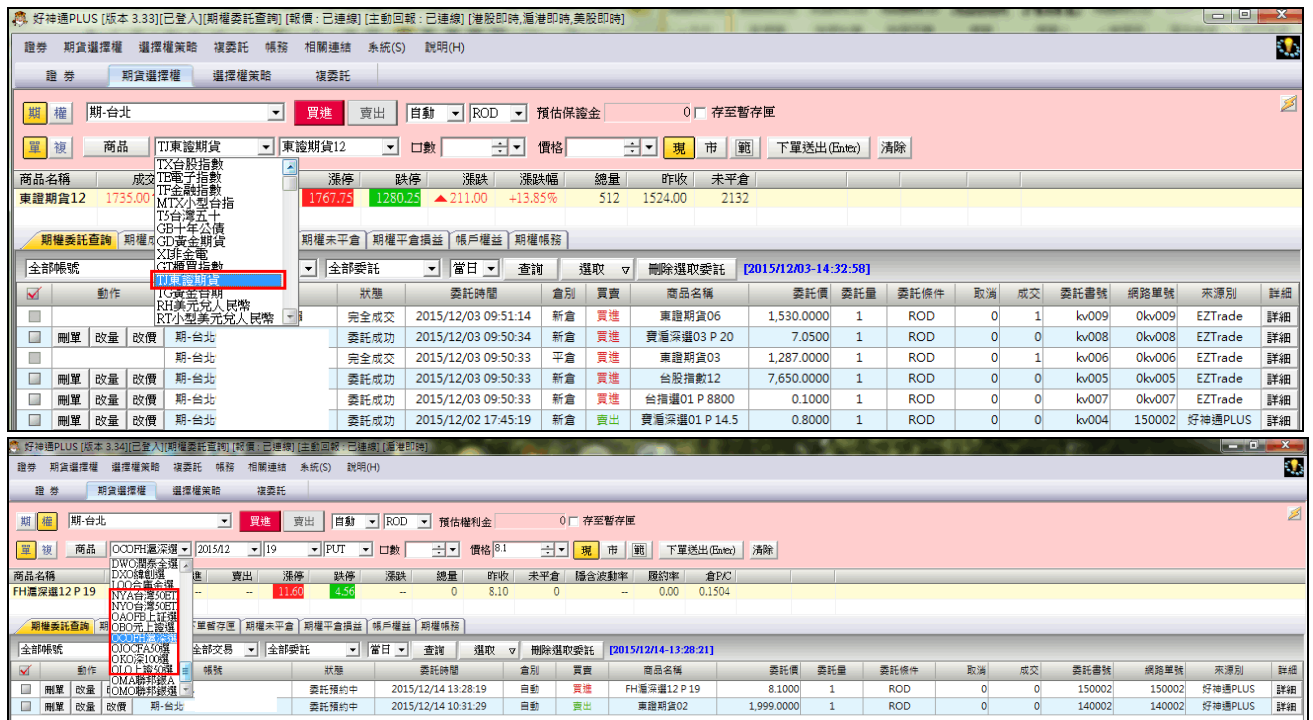 好神通PLUS [版本 3.33][已登入][期權委託查詢] [報價 : 已連線] [主動回報 : 已連線] [港股即時,滬港即時,美股即時]
證券 期貨選擇權 選擇權策略 複委託 帳務 相關連結 系統(S) 說明(H)
證 券 期貨選擇權 選擇權策略 複委託
期 權 期-台北 買進 賣出 自動 ROD 預估保證金 0 存至暫存匣
單 複 商品 TJ東證期貨 東證期貨12 口數 價格 現 市 範 下單送出(Enter) 清除
TX台股指數
TE電子指數
TF金融指數
MTX小型台指
T5台灣五十
GB十年公債
GD黃金期貨
XI非金電
GT櫃買指數
TJ東證期貨
TG黃金台期
RH美元兌人民幣
RT小型美元兌人民幣
商品名稱 成交 漲停 跌停 漲跌 漲跌幅 總量 昨收 未平倉
東證期貨12 1735.00 1767.75 1280.25 ▲211.00 +13.85% 512 1524.00 2132
期權委託查詢 期權成 期權未平倉 期權平倉損益 帳戶權益 期權帳務
全部帳號 全部委託 當日 查詢 選取 刪除選取委託 [2015/12/03-14:32:58]
動作 狀態 委託時間 倉別 買賣 商品名稱 委託價 委託量 委託條件 取消 成交 委託書號 網路單號 來源別 詳細
完全成交 2015/12/03 09:51:14 新倉 買進 東證期貨06 1,530.0000 1 ROD 0 1 kv009 0kv009 EZTrade 詳細
刪單 改量 改價 期-台北 委託成功 2015/12/03 09:50:34 新倉 買進 寶滬深選03 P 20 7.0500 1 ROD 0 0 kv008 0kv008 EZTrade 詳細
期-台北 完全成交 2015/12/03 09:50:33 平倉 買進 東證期貨03 1,287.0000 1 ROD 0 1 kv006 0kv006 EZTrade 詳細
刪單 改量 改價 期-台北 委託成功 2015/12/03 09:50:33 新倉 買進 台股指數12 7,650.0000 1 ROD 0 0 kv005 0kv005 EZTrade 詳細
刪單 改量 改價 期-台北 委託成功 2015/12/03 09:50:33 新倉 買進 台指選01 P 8800 0.1000 1 ROD 0 0 kv007 0kv007 EZTrade 詳細
刪單 改量 改價 期-台北 委託成功 2015/12/02 17:45:19 新倉 賣出 寶滬深選01 P 14.5 0.8000 1 ROD 0 0 kv004 150002 好神通PLUS 詳細
好神通PLUS [版本 3.34][已登入][期權委託查詢] [報價 : 已連線] [主動回報 : 已連線] [滬港即時]
證券 期貨選擇權 選擇權策略 複委託 帳務 相關連結 系統(S) 說明(H)
證 券 期貨選擇權 選擇權策略 複委託
期 權 期-台北 買進 賣出 自動 ROD 預估權利金 0 存至暫存匣
單 複 商品 OCOFH滬深選 2015/12 19 PUT 口數 價格 8.1 現 市 範 下單送出(Enter) 清除
DWO潤泰全選
DXO緯創選
LOO合庫金選
NYA台灣50ET
NYO台灣50ET
OAOFB上証選
OBO元上證選
OCOFH滬深選
OJOCFA50選
OKO深100選
OLO上證50選
OMA聯邦銀A
OMO聯邦銀選
商品名稱 進 賣出 漲停 跌停 漲跌 總量 昨收 未平倉 隱含波動率 履約率 倉P/C
FH滬深選12 P 19 -- -- 11.60 4.56 -- 0 8.10 0 -- 0.00 0.1504
期權委託查詢 期 下單暫存匣 期權未平倉 期權平倉損益 帳戶權益 期權帳務
全部帳號 全部交易 全部委託 當日 查詢 選取 刪除選取委託 [2015/12/14-13:28:21]
動作 帳號 狀態 委託時間 倉別 買賣 商品名稱 委託價 委託量 委託條件 取消 成交 委託書號 網路單號 來源別 詳細
刪單 改量 委託預約中 2015/12/14 13:28:19 自動 買進 FH滬深選12 P 19 8.1000 1 ROD 0 0 150002 150002 好神通PLUS 詳細
刪單 改量 改價 期-台北 委託預約中 2015/12/14 10:31:29 自動 賣出 東證期貨02 1,999.0000 1 ROD 0 0 140002 140002 好神通PLUS 詳細